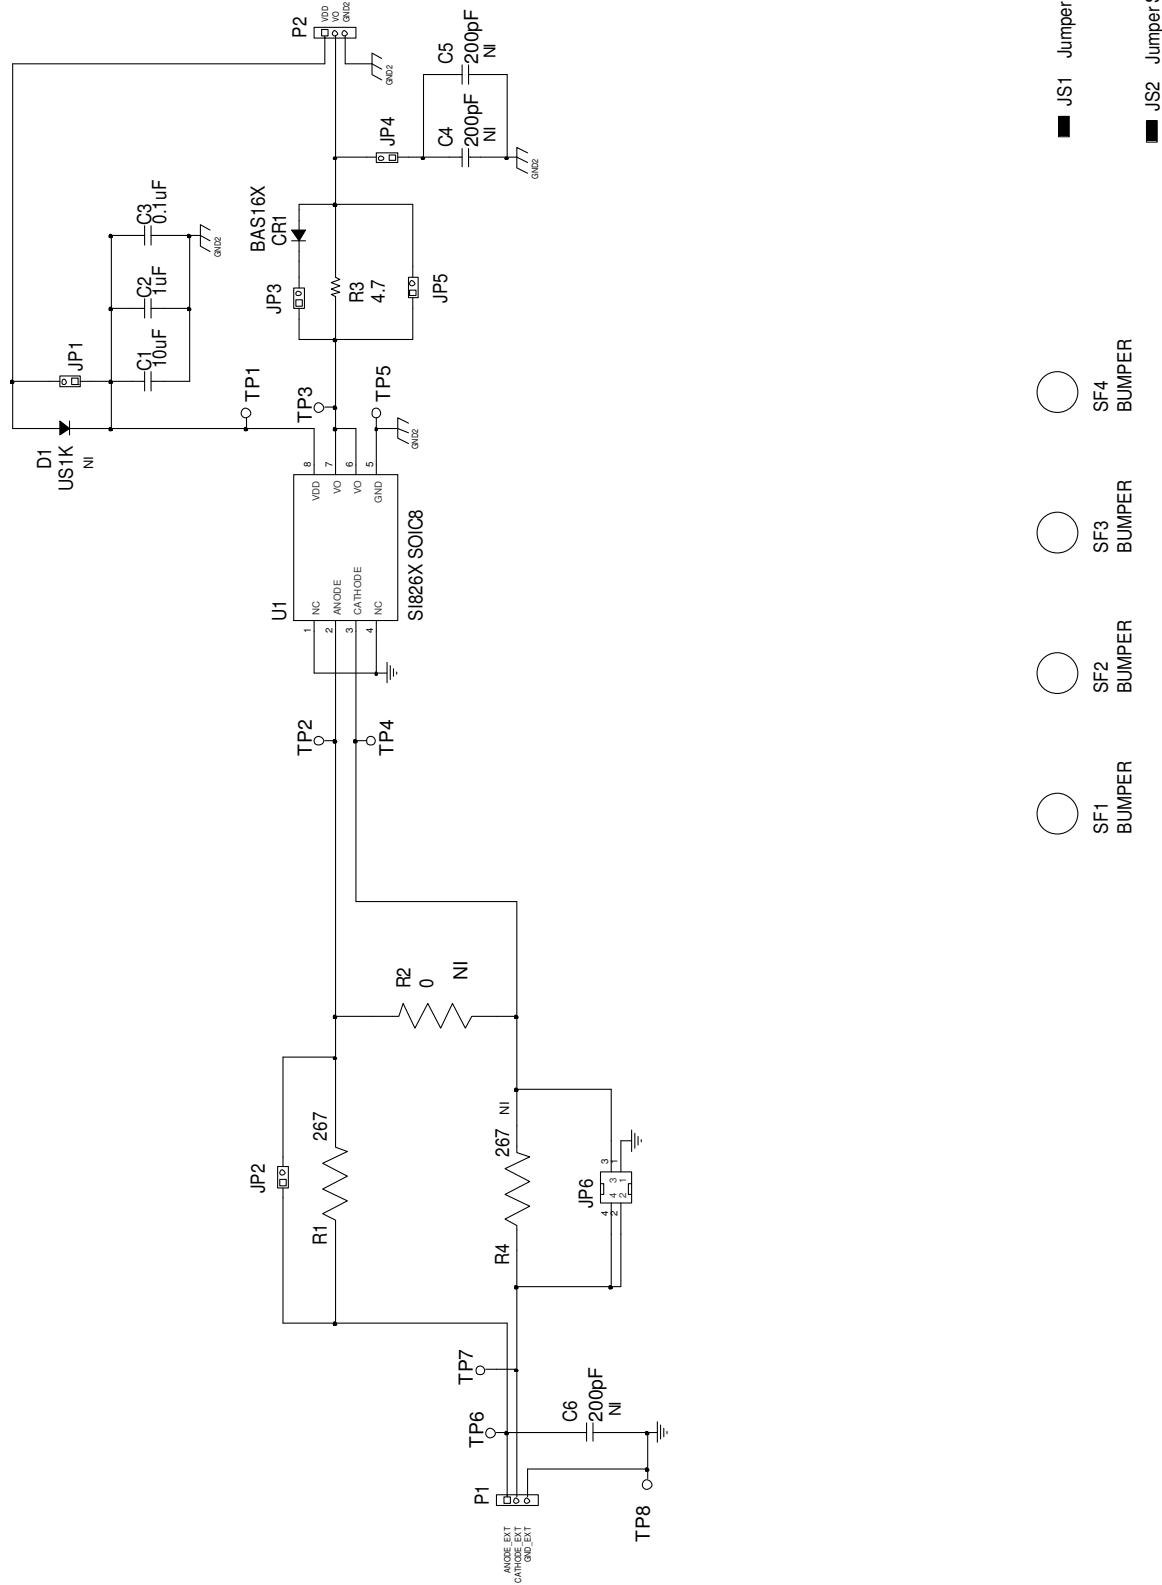 P1
ANODE_EXT
CATHODE_EXT
GND_EXT
TP6
TP7
TP8
C6
200pF
NI
JP2
R1
267
R4
267
NI
JP6
4
2
4
3
2
1
3
1
R2
0
NI
TP2
TP4
U1
1
2
3
4
NC
ANODE
CATHODE
NC
VDD
VO
VO
GND
8
7
6
5
SI826X SOIC8
D1
US1K
NI
JP1
C1
10uF
C2
1uF
C3
0.1uF
GND2
TP1
TP3
TP5
GND2
JP3
BAS16X
CR1
R3
4.7
JP5
JP4
C4
200pF
NI
C5
200pF
NI
GND2
P2
VDD
VO
GND2
GND2
SF1
BUMPER
SF2
BUMPER
SF3
BUMPER
SF4
BUMPER
JS1 Jumper
JS2 Jumper S